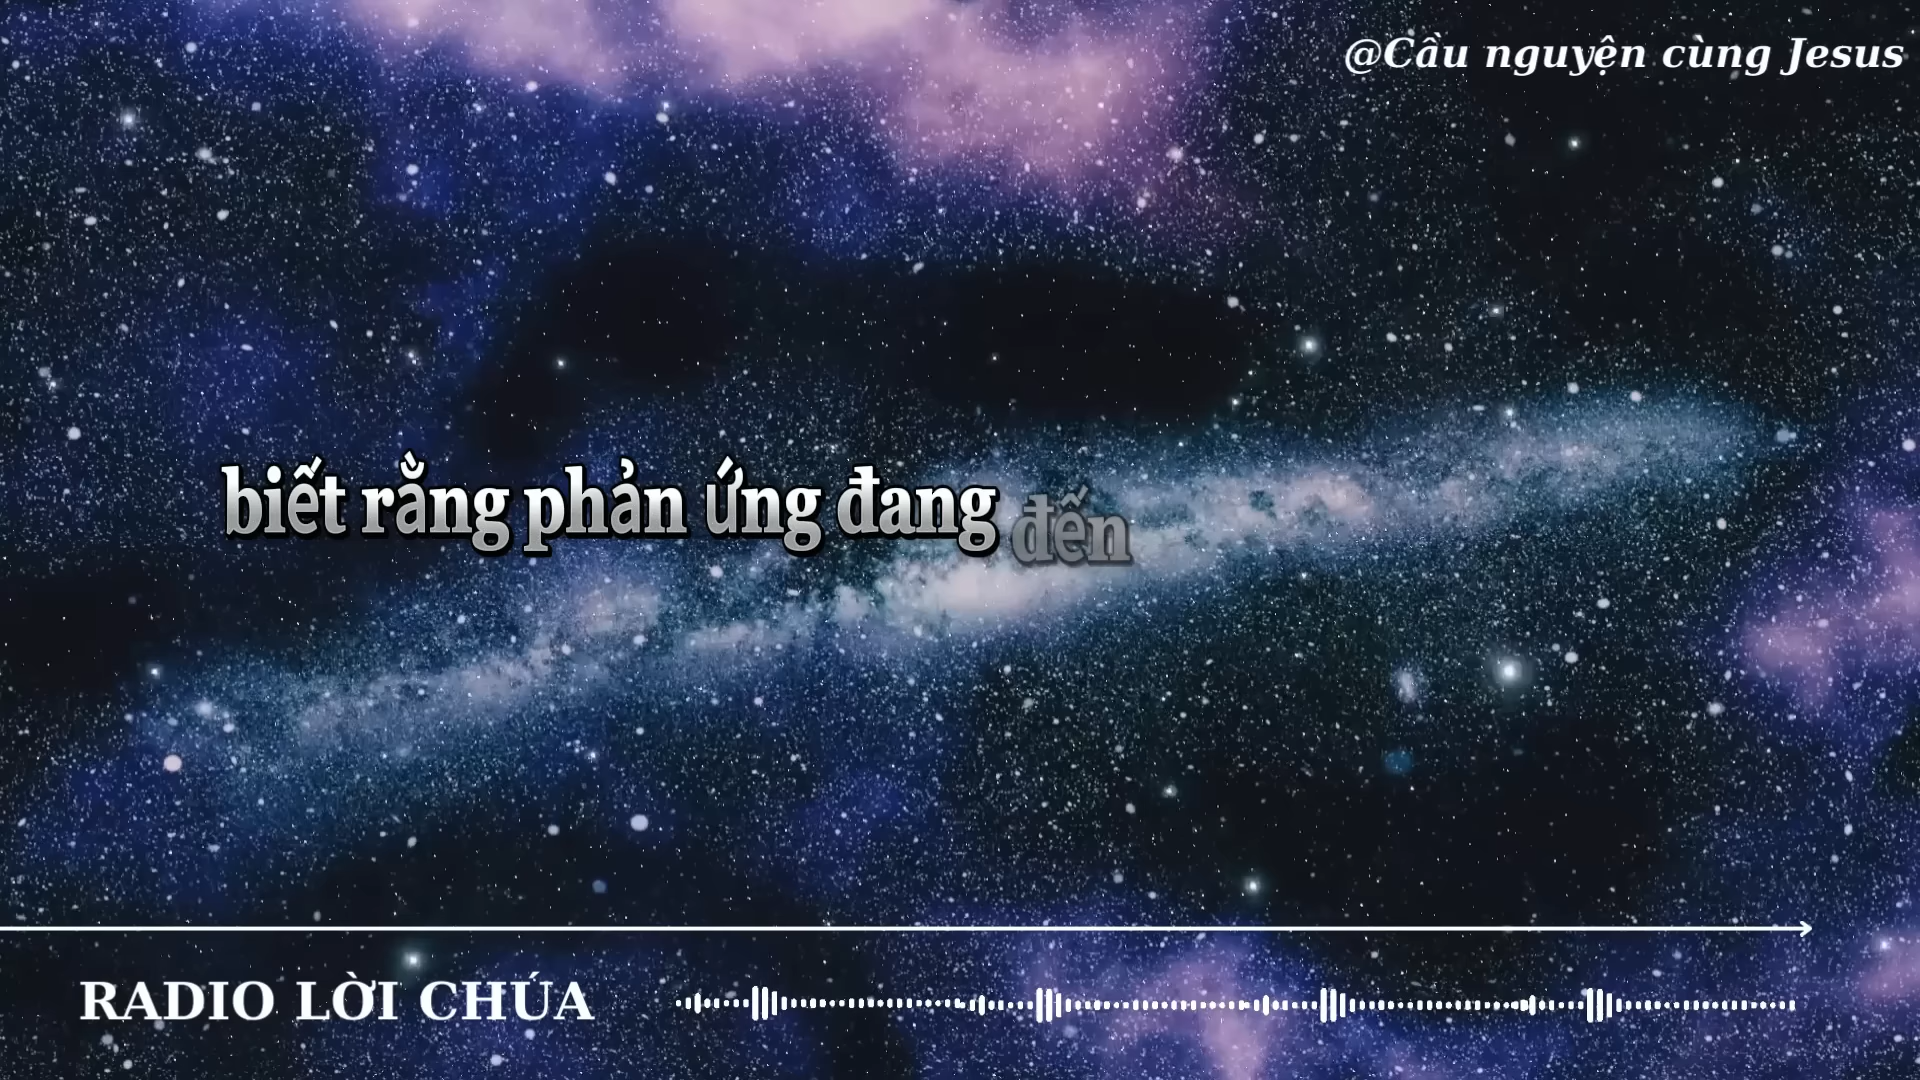 @Cầu nguyện cùng Jesus
biết rằng phản ứng đang đến
RADIO LỜI CHÚA